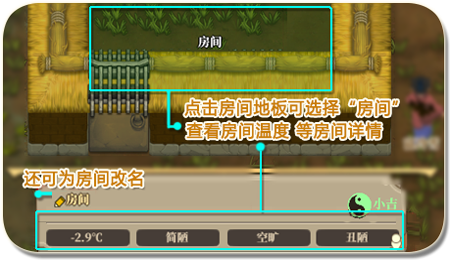 房间
点击房间地板可选择“房间”
查看房间温度 等房间详情
还可为房间改名
房间
小吉
-2.9°C 简陋 空旷 丑陋